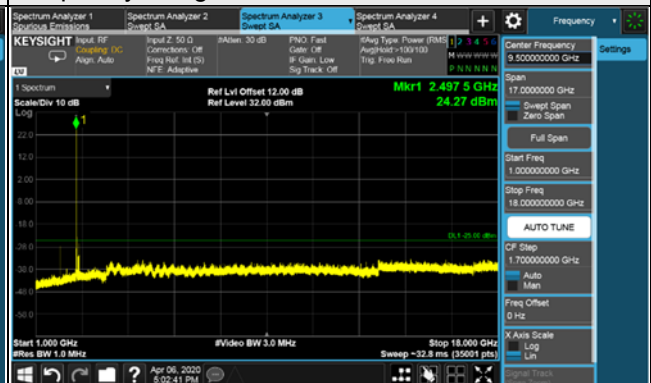 Spectrum Analyzer 1
Spurious Emissions
Spectrum Analyzer 2
Swept SA
Spectrum Analyzer 3
Swept SA
Spectrum Analyzer 4
Swept SA
+
Frequency
KEYSIGHT
Input: RF
Coupling: DC
Align: Auto
Input Z: 50 Ω
Corrections: Off
Freq Ref: Int (S)
NFE: Adaptive
#Atten: 30 dB
PNO: Fast
Gate: Off
IF Gain: Low
Sig Track: Off
#Avg Type: Power (RMS)
Avg|Hold:>100/100
Trig: Free Run
1 2 3 4 5 6
M W W W W W
P N N N N N
LXI
Center Frequency
9.500000000 GHz
Settings
1 Spectrum
Scale/Div 10 dB
Log
Ref Lvl Offset 12.00 dB
Ref Level 32.00 dBm
Mkr1 2.497 5 GHz
24.27 dBm
Span
17.0000000 GHz
Swept Span
Zero Span
Full Span
Start Freq
1.000000000 GHz
Stop Freq
18.000000000 GHz
AUTO TUNE
CF Step
1.700000000 GHz
Auto
Man
Freq Offset
0 Hz
X Axis Scale
Log
Lin
Signal Track
1
22.0
12.0
2.00
-8.00
-18.0
DL1 -25.00 dBm
-28.0
-38.0
-48.0
-58.0
Start 1.000 GHz
#Res BW 1.0 MHz
#Video BW 3.0 MHz
Stop 18.000 GHz
Sweep ~32.8 ms (35001 pts)
?
Apr 06, 2020
5:02:41 PM